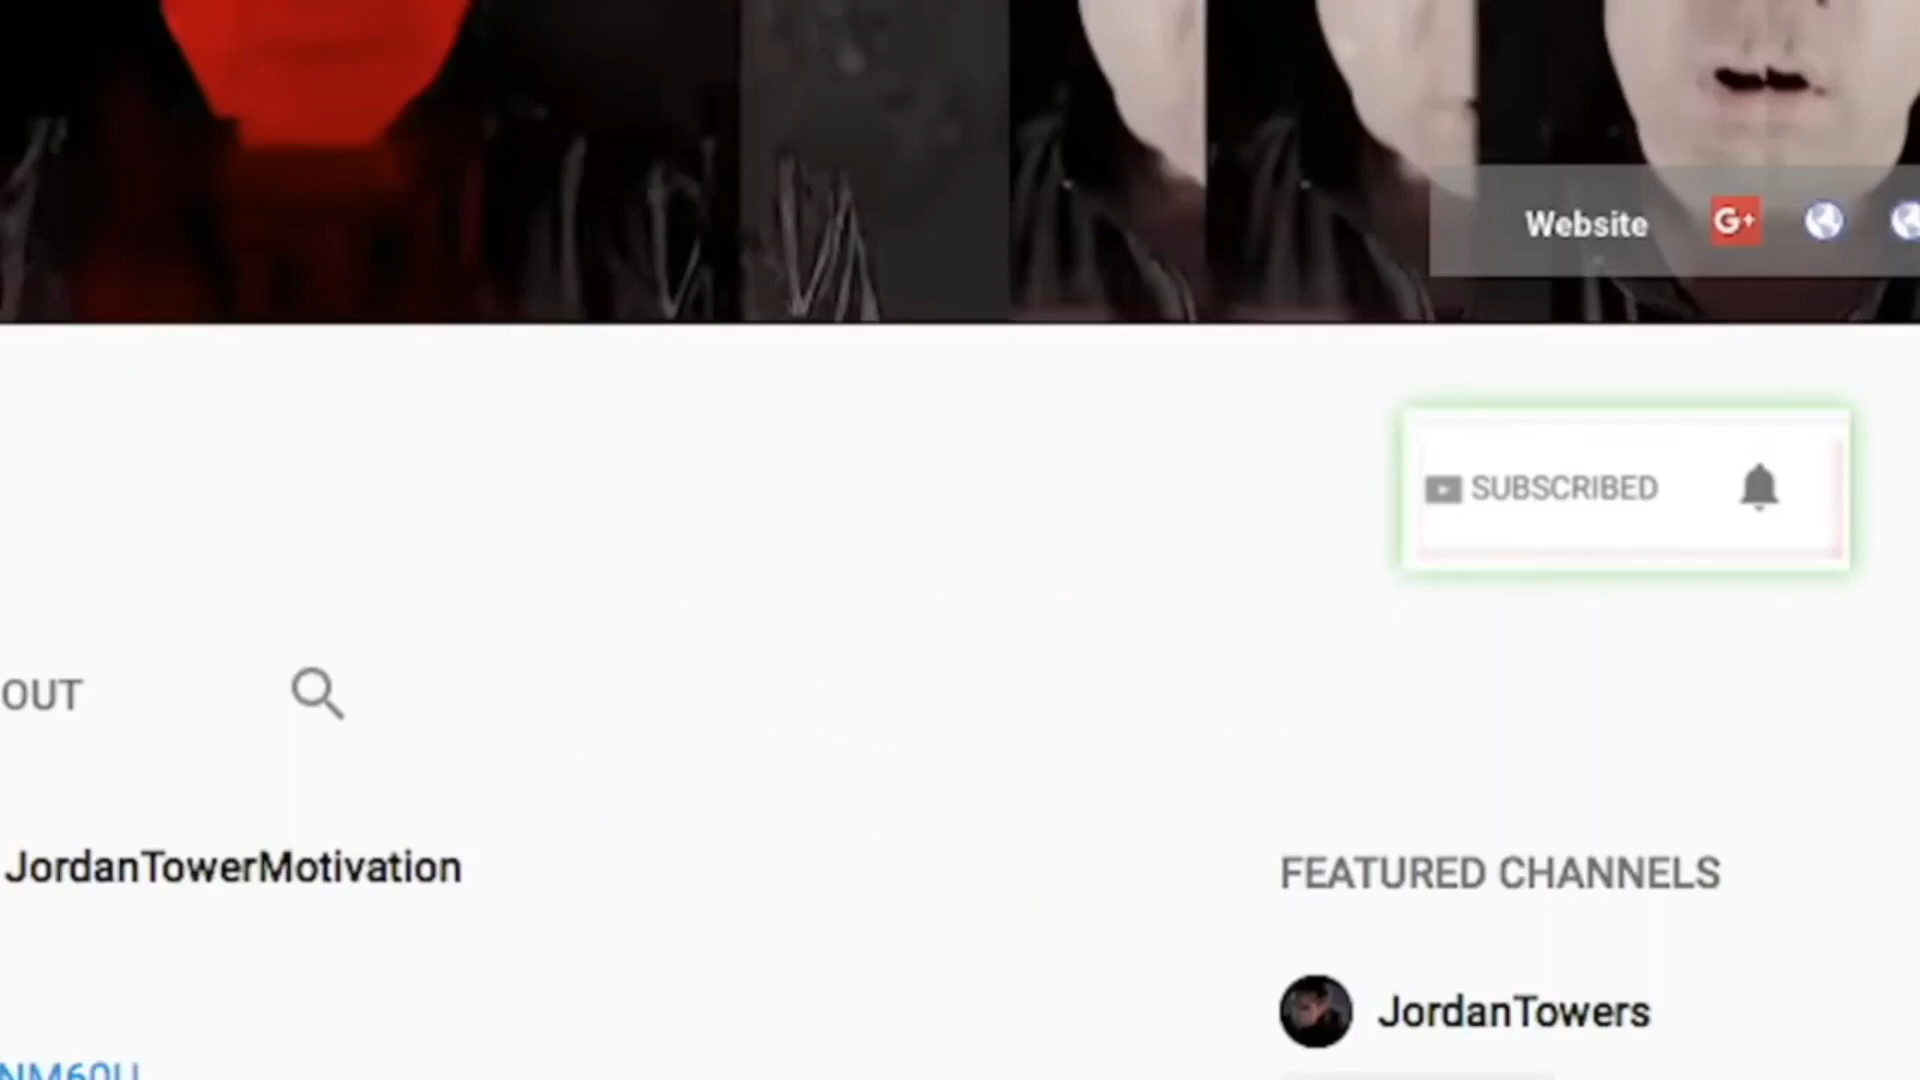 Website G+
SUBSCRIBED
OUT
JordanTowerMotivation
FEATURED CHANNELS
JordanTowers